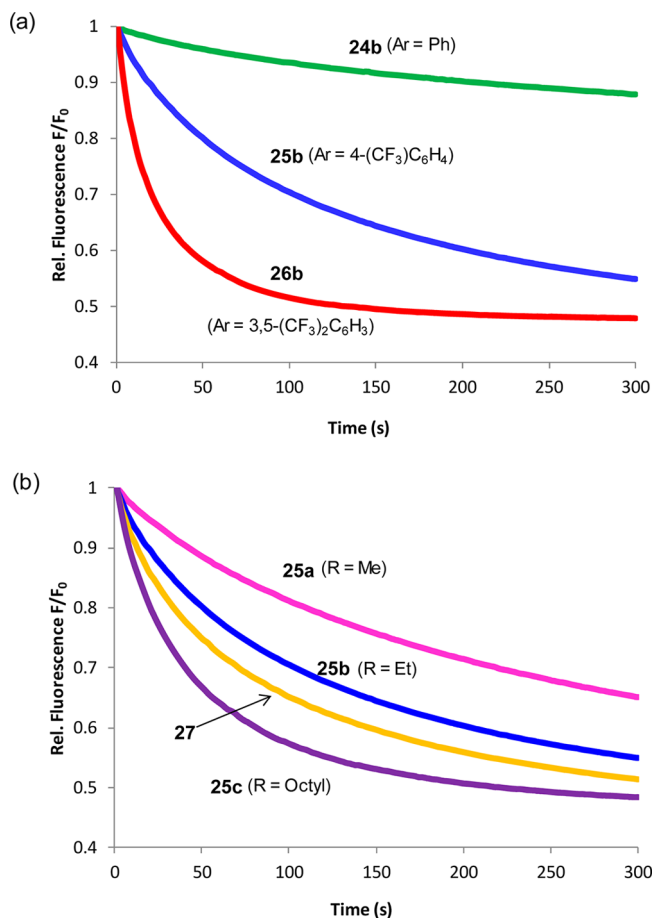 (a)
Rel. Fluorescence F/F0
1
0.9
0.8
0.7
0.6
0.5
0.4
24b (Ar = Ph)
25b (Ar = 4-(CF3)C6H4)
26b
(Ar = 3,5-(CF3)2C6H3)
0 50 100 150 200 250 300
Time (s)
(b)
Rel. Fluorescence F/F0
1
0.9
0.8
0.7
0.6
0.5
0.4
25a (R = Me)
25b (R = Et)
27
25c (R = Octyl)
0 50 100 150 200 250 300
Time (s)